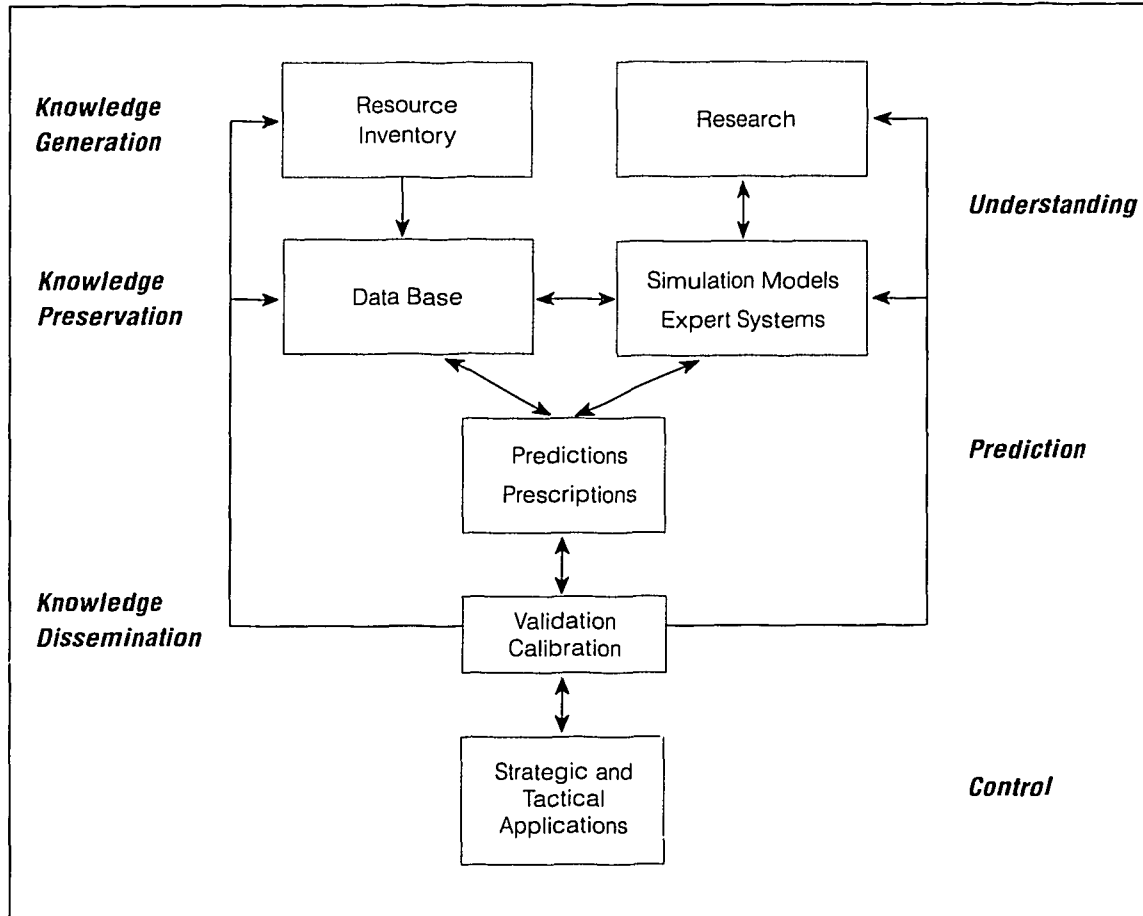 Knowledge
Generation
Resource
Inventory
Research
Understanding
Knowledge
Preservation
Data Base
Simulation Models
Expert Systems
Predictions
Prescriptions
Prediction
Knowledge
Dissemination
Validation
Calibration
Strategic and
Tactical
Applications
Control